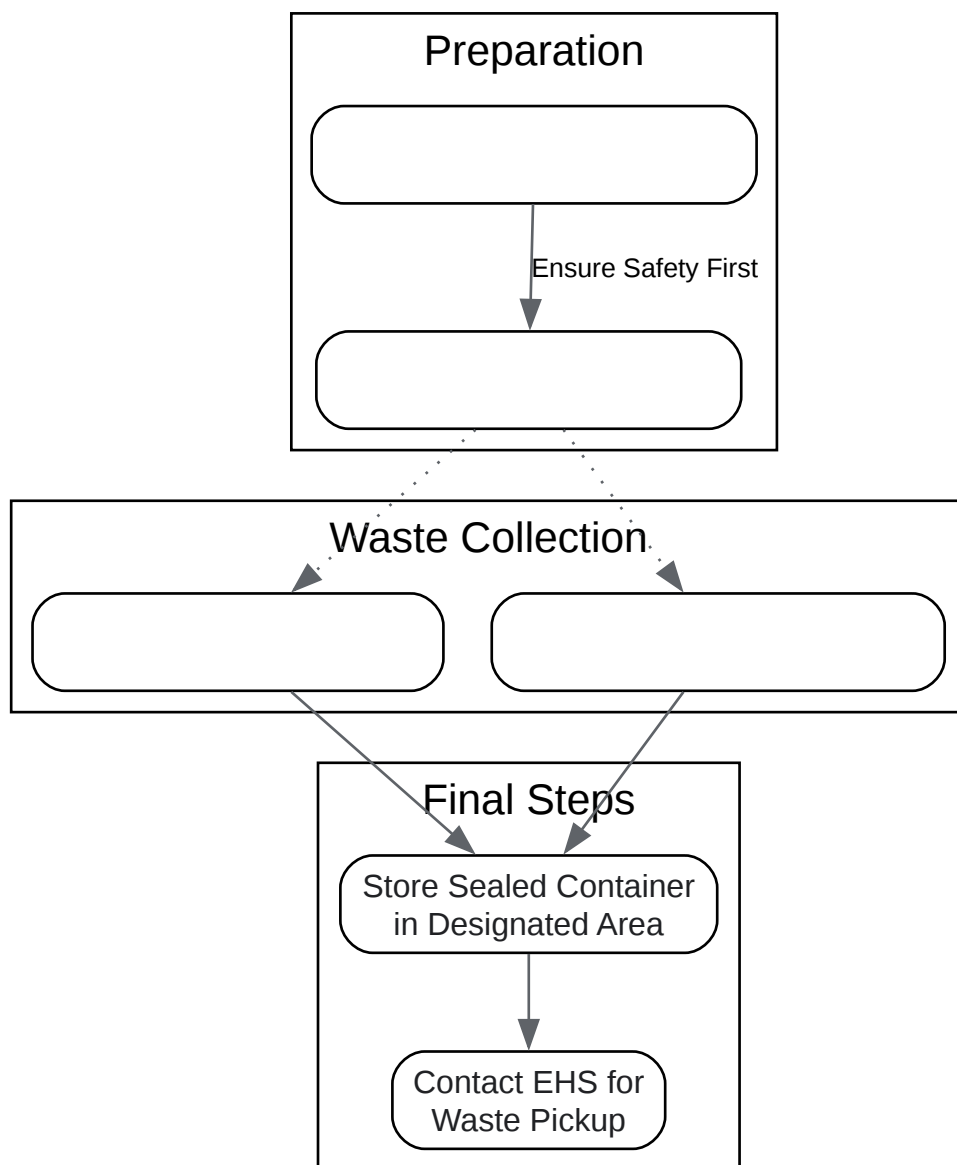 Preparation
Ensure Safety First
Waste Collection
Final Steps
Store Sealed Container
in Designated Area
Contact EHS for
Waste Pickup